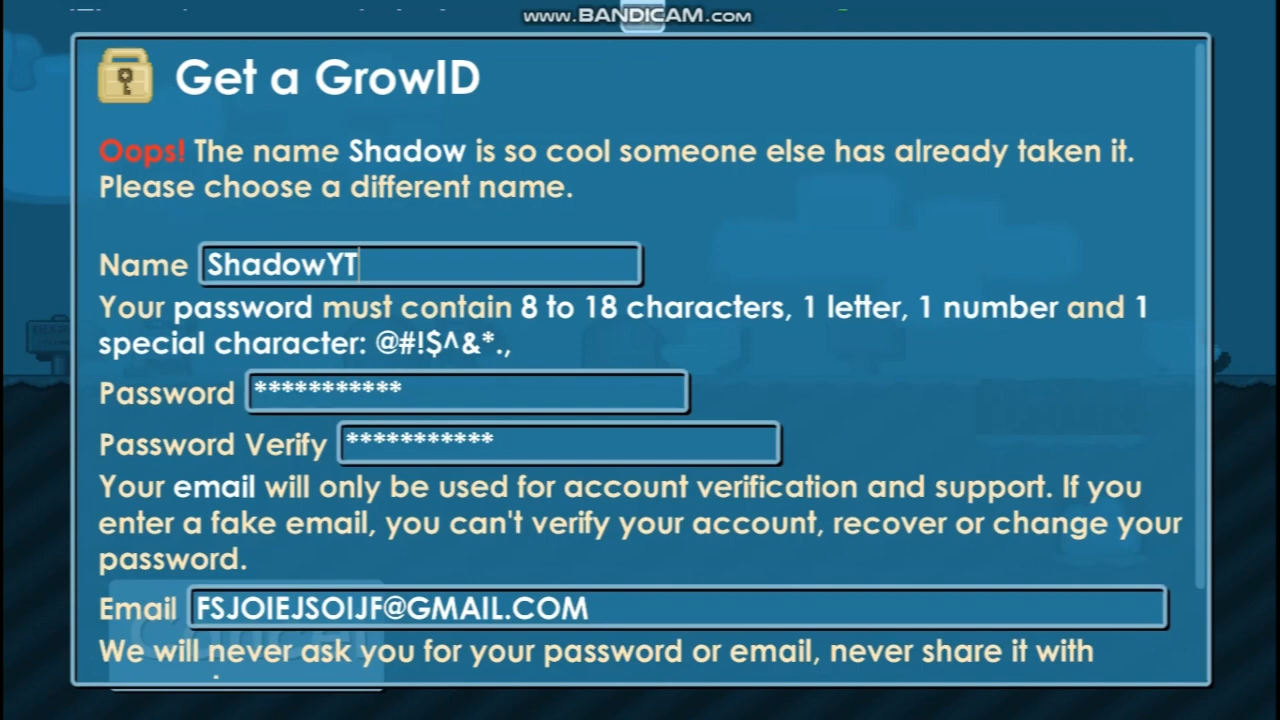 www.BANDICAM.com
Get a GrowID
Oops! The name Shadow is so cool someone else has already taken it.
Please choose a different name.
Name ShadowYT
Your password must contain 8 to 18 characters, 1 letter, 1 number and 1
special character: @#!$^&*.,
Password ***********
Password Verify ***********
Your email will only be used for account verification and support. If you
enter a fake email, you can't verify your account, recover or change your
password.
Email FSJOIEJSOIJF@GMAIL.COM
Cancel
We will never ask you for your password or email, never share it with